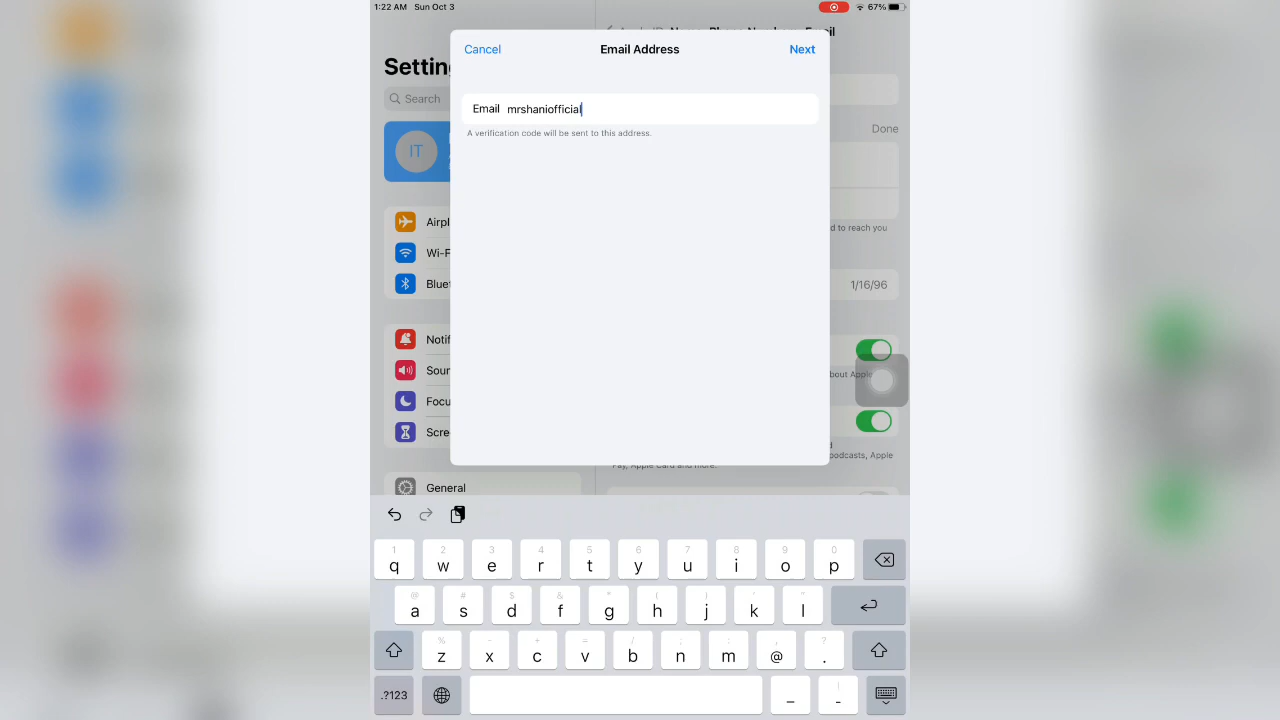 1:22 AM Sun Oct 3
67%
Cancel
Email Address
Next
Email mrshaniofficial
A verification code will be sent to this address.
Settin
Search
Done
IT
d to reach you
Airpl
Wi-F
Bluet
1/16/96
Notif
Soun
Focu
Scre
General
bout Apple
d
podcasts, Apple
Pay, Apple Card and more.
1 2 3 4 5 6 7 8 9 0
q w e r t y u i o p
@ # $ & * ( ) ' "
a s d f g h j k l
% - + = / ; : , ?
z x c v b n m @ .
.?123 _ -